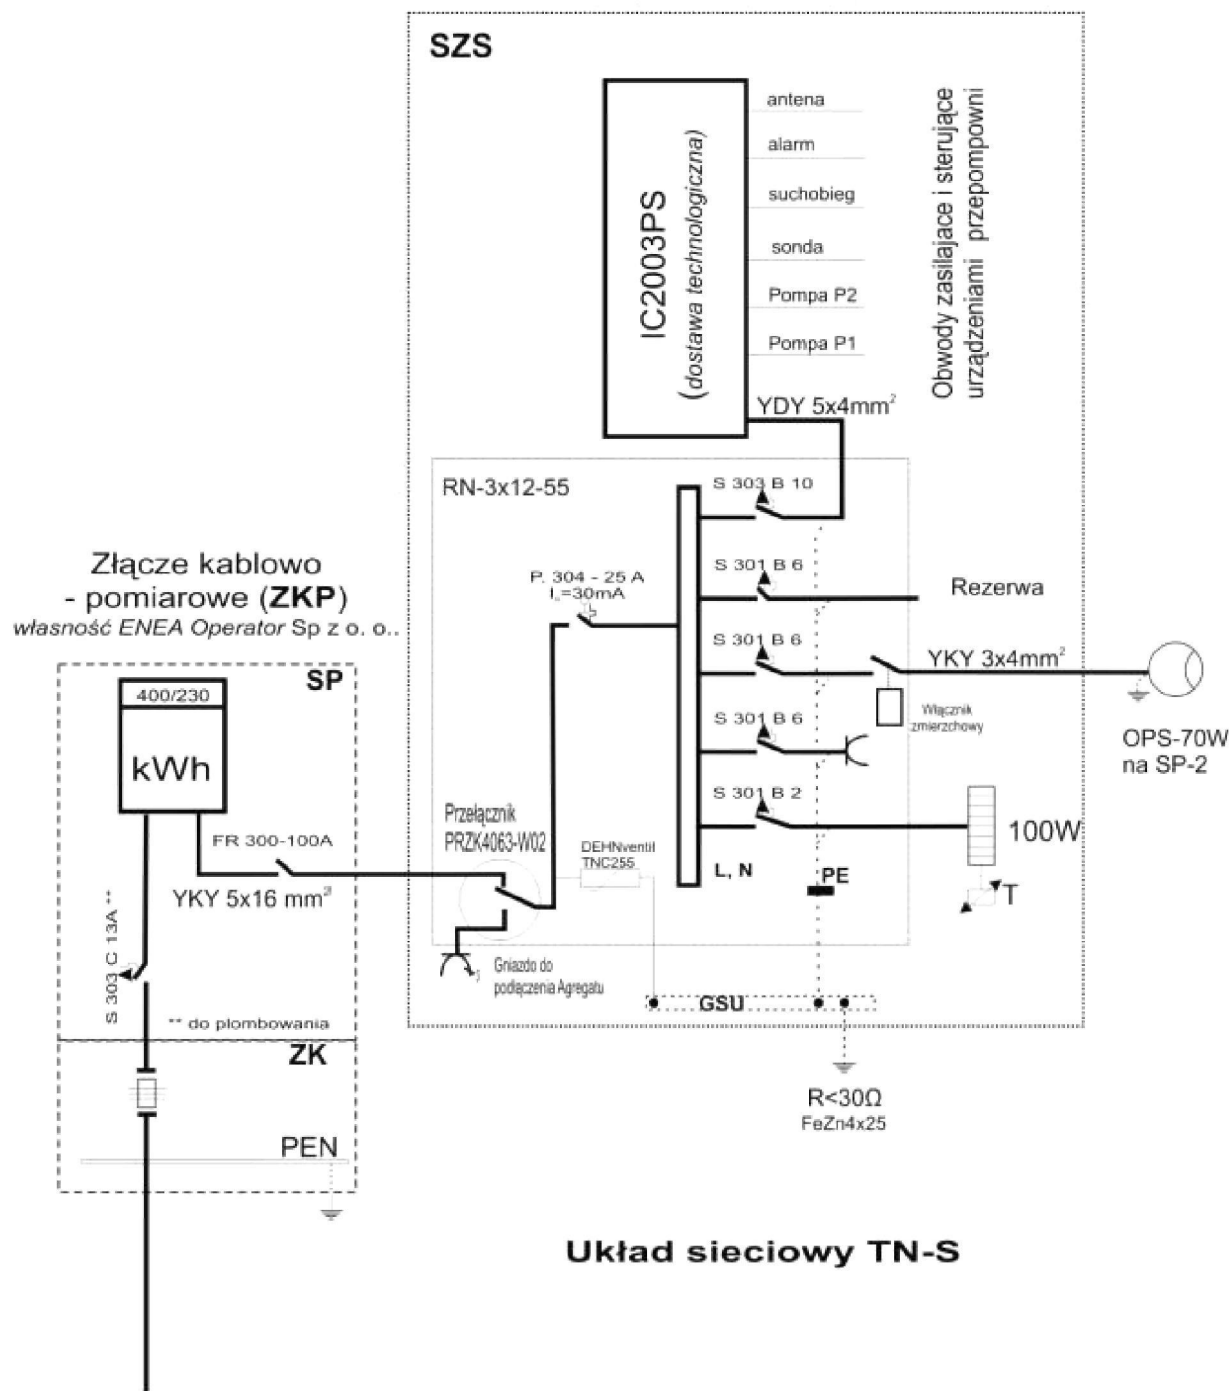 SZS
antena
alarm
suchobieg
sonda
Pompa P2
Pompa P1
IC2003PS
(dostawa technologiczna)
Obwody zasilajace i sterujące
urządzeniami przepompowni
YDY 5x4mm²
RN-3x12-55
S 303 B 10
S 301 B 6
Rezerwa
P. 304 - 25 A
=30mA
S 301 B 6
YKY 3x4mm²
Włącznik
zmierzchowy
OPS-70W
na SP-2
S 301 B 6
S 301 B 2
100W
T
L, N
PE
Złącze kablowo
- pomiarowe (ZKP)
własność ENEA Operator Sp z o. o..
SP
400/230
kWh
FR 300-100A
YKY 5x16 mm²
S 303 C 13A **
** do plombowania
Przełącznik
PRZK4063-W02
DEHNventil
TNC255
Gniazdo do
podłączenia Agregatu
GSU
ZK
PEN
R<30Ω
FeZn4x25
Układ sieciowy TN-S